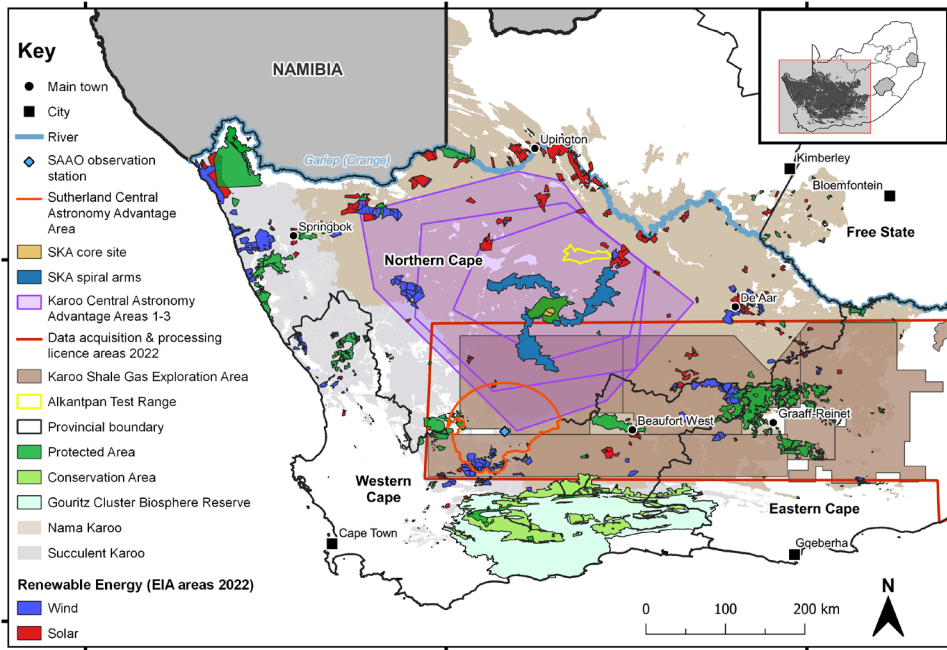 Key
Main town
City
River
SAAO observation
station
Sutherland Central
Astronomy Advantage
Area
SKA core site
SKA spiral arms
Karoo Central Astronomy
Advantage Areas 1-3
Data acquisition & processing
licence areas 2022
Karoo Shale Gas Exploration Area
Alkantpan Test Range
Provincial boundary
Protected Area
Conservation Area
Gouritz Cluster Biosphere Reserve
Nama Karoo
Succulent Karoo
Renewable Energy (EIA areas 2022)
Wind
Solar
NAMIBIA
Gariep (Orange)
Upington
Kimberley
Bloemfontein
Free State
Springbok
Northern Cape
De Aar
Beaufort West
Graaff-Reinet
Western
Cape
Eastern Cape
Cape Town
Gqeberha
N
0 100 200 km